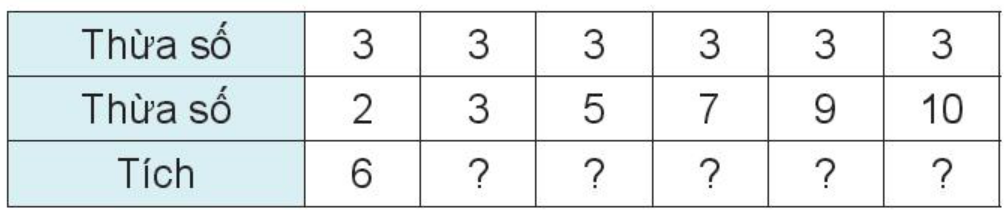 Thừa số 3 3 3 3 3 3
Thừa số 2 3 5 7 9 10
Tích 6 ? ? ? ? ?